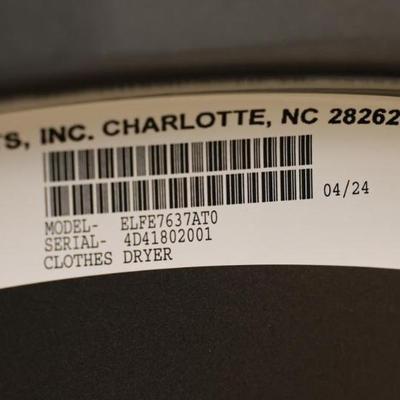 INC. CHARLOTTE, NC 28262
04/24
MODEL- ELFE7637AT0
SERIAL- 4D41802001
CLOTHES DRYER